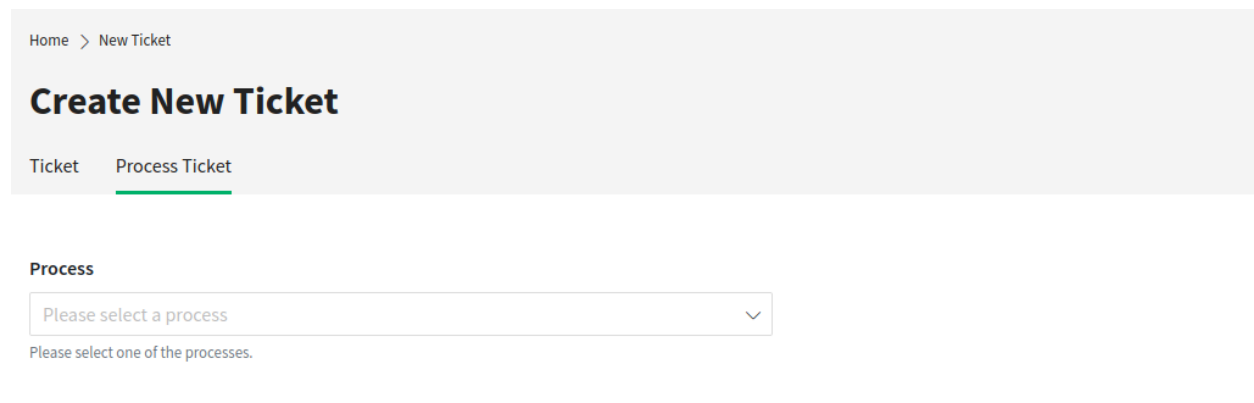 Home > New Ticket
Create New Ticket
Ticket Process Ticket
Process
Please select a process
Please select one of the processes.